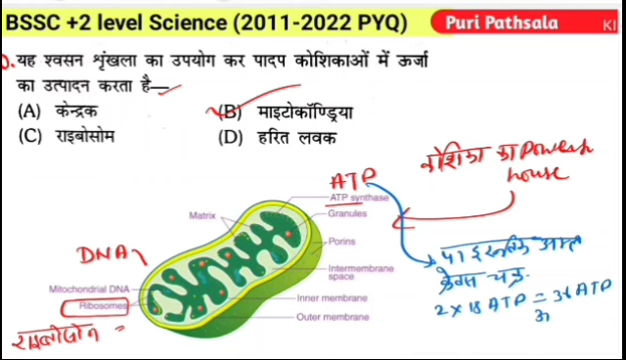 BSSC +2 level Science (2011-2022 PYQ)
Puri Pathsala
KI
यह श्वसन शृंखला का उपयोग कर पादप कोशिकाओं में ऊर्जा
का उत्पादन करता है—
(A) केन्द्रक
(B) माइटोकॉण्ड्रिया
(C) राइबोसोम
(D) हरित लवक
कोशिका का Power house
ATP
ATP synthase
Matrix
Granules
DNA
Porins
Intermembrane
space
Mitochondrial DNA
Ribosomes
Inner membrane
Outer membrane
2 x 18 ATP = 36 ATP